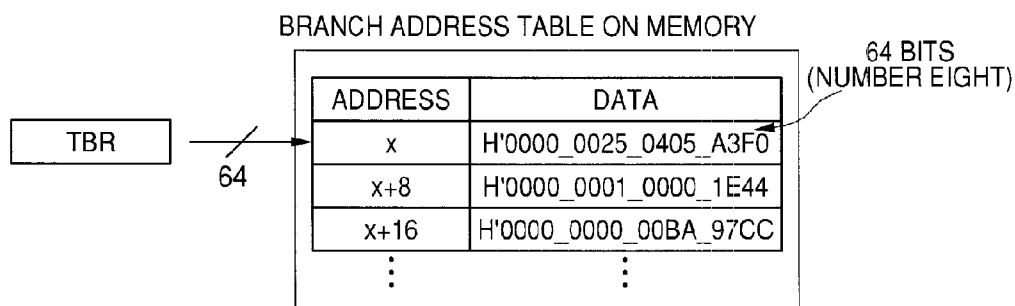 BRANCH ADDRESS TABLE ON MEMORY
64 BITS
(NUMBER EIGHT)
ADDRESS DATA
TBR
64
x H'0000_0025_0405_A3F0
x+8 H'0000_0001_0000_1E44
x+16 H'0000_0000_00BA_97CC